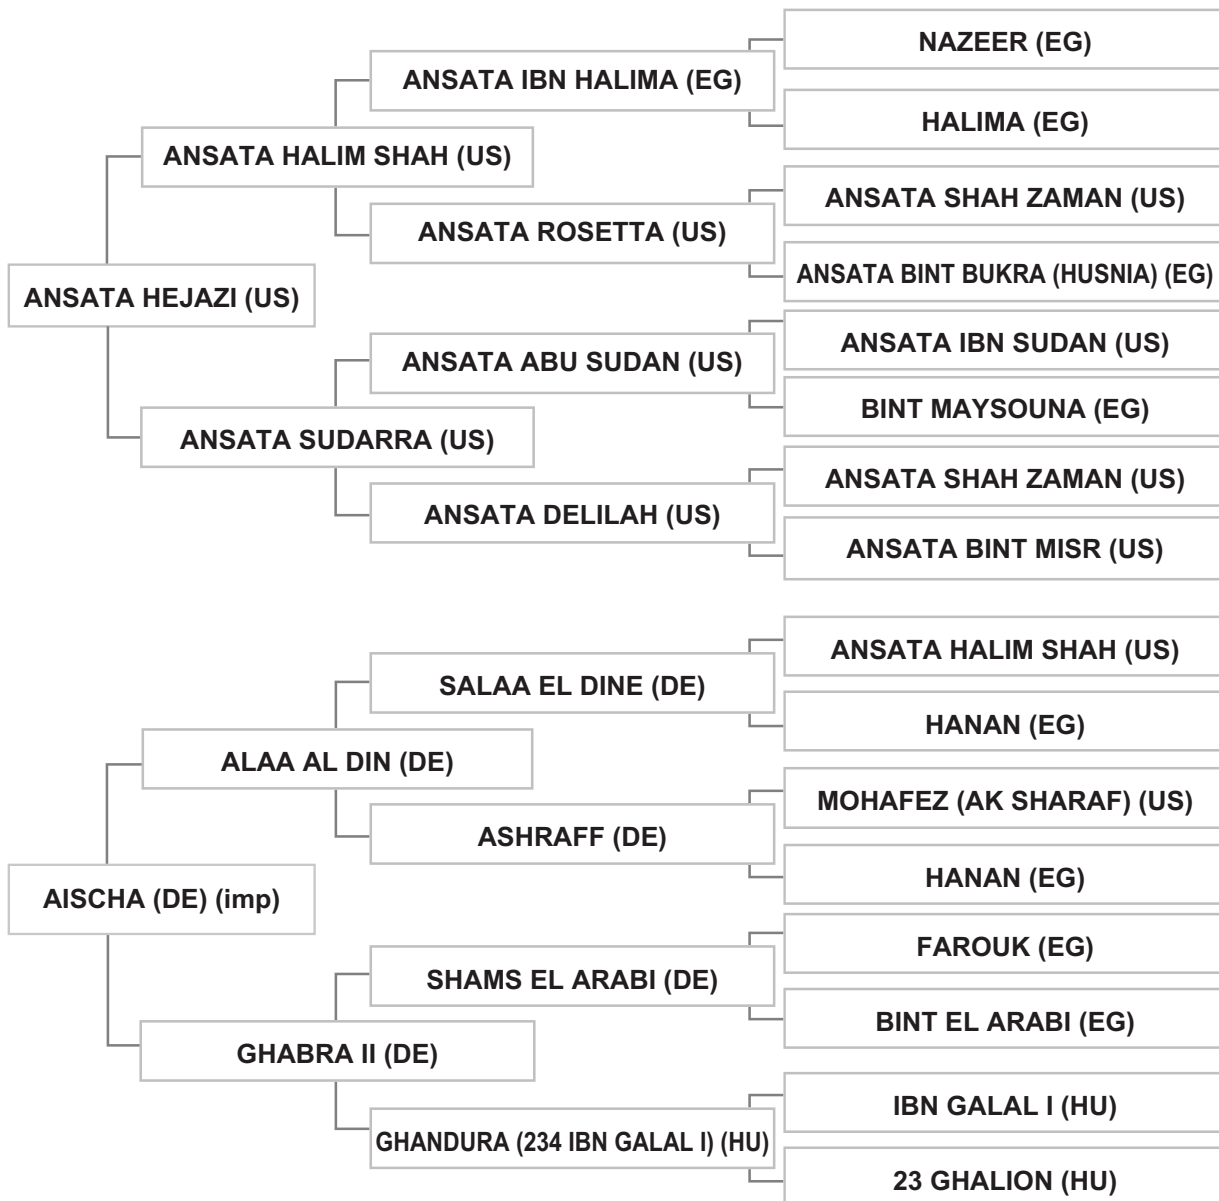 NAZEER (EG)
ANSATA IBN HALIMA (EG)
HALIMA (EG)
ANSATA HALIM SHAH (US)
ANSATA SHAH ZAMAN (US)
ANSATA ROSETTA (US)
ANSATA BINT BUKRA (HUSNIA) (EG)
ANSATA HEJAZI (US)
ANSATA IBN SUDAN (US)
ANSATA ABU SUDAN (US)
BINT MAYSOUNA (EG)
ANSATA SUDARRA (US)
ANSATA SHAH ZAMAN (US)
ANSATA DELILAH (US)
ANSATA BINT MISR (US)
ANSATA HALIM SHAH (US)
SALAA EL DINE (DE)
HANAN (EG)
ALAA AL DIN (DE)
MOHAFEZ (AK SHARAF) (US)
ASHRAFF (DE)
HANAN (EG)
AISCHA (DE) (imp)
FAROUK (EG)
SHAMS EL ARABI (DE)
BINT EL ARABI (EG)
GHABRA II (DE)
IBN GALAL I (HU)
GHANDURA (234 IBN GALAL I) (HU)
23 GHALION (HU)